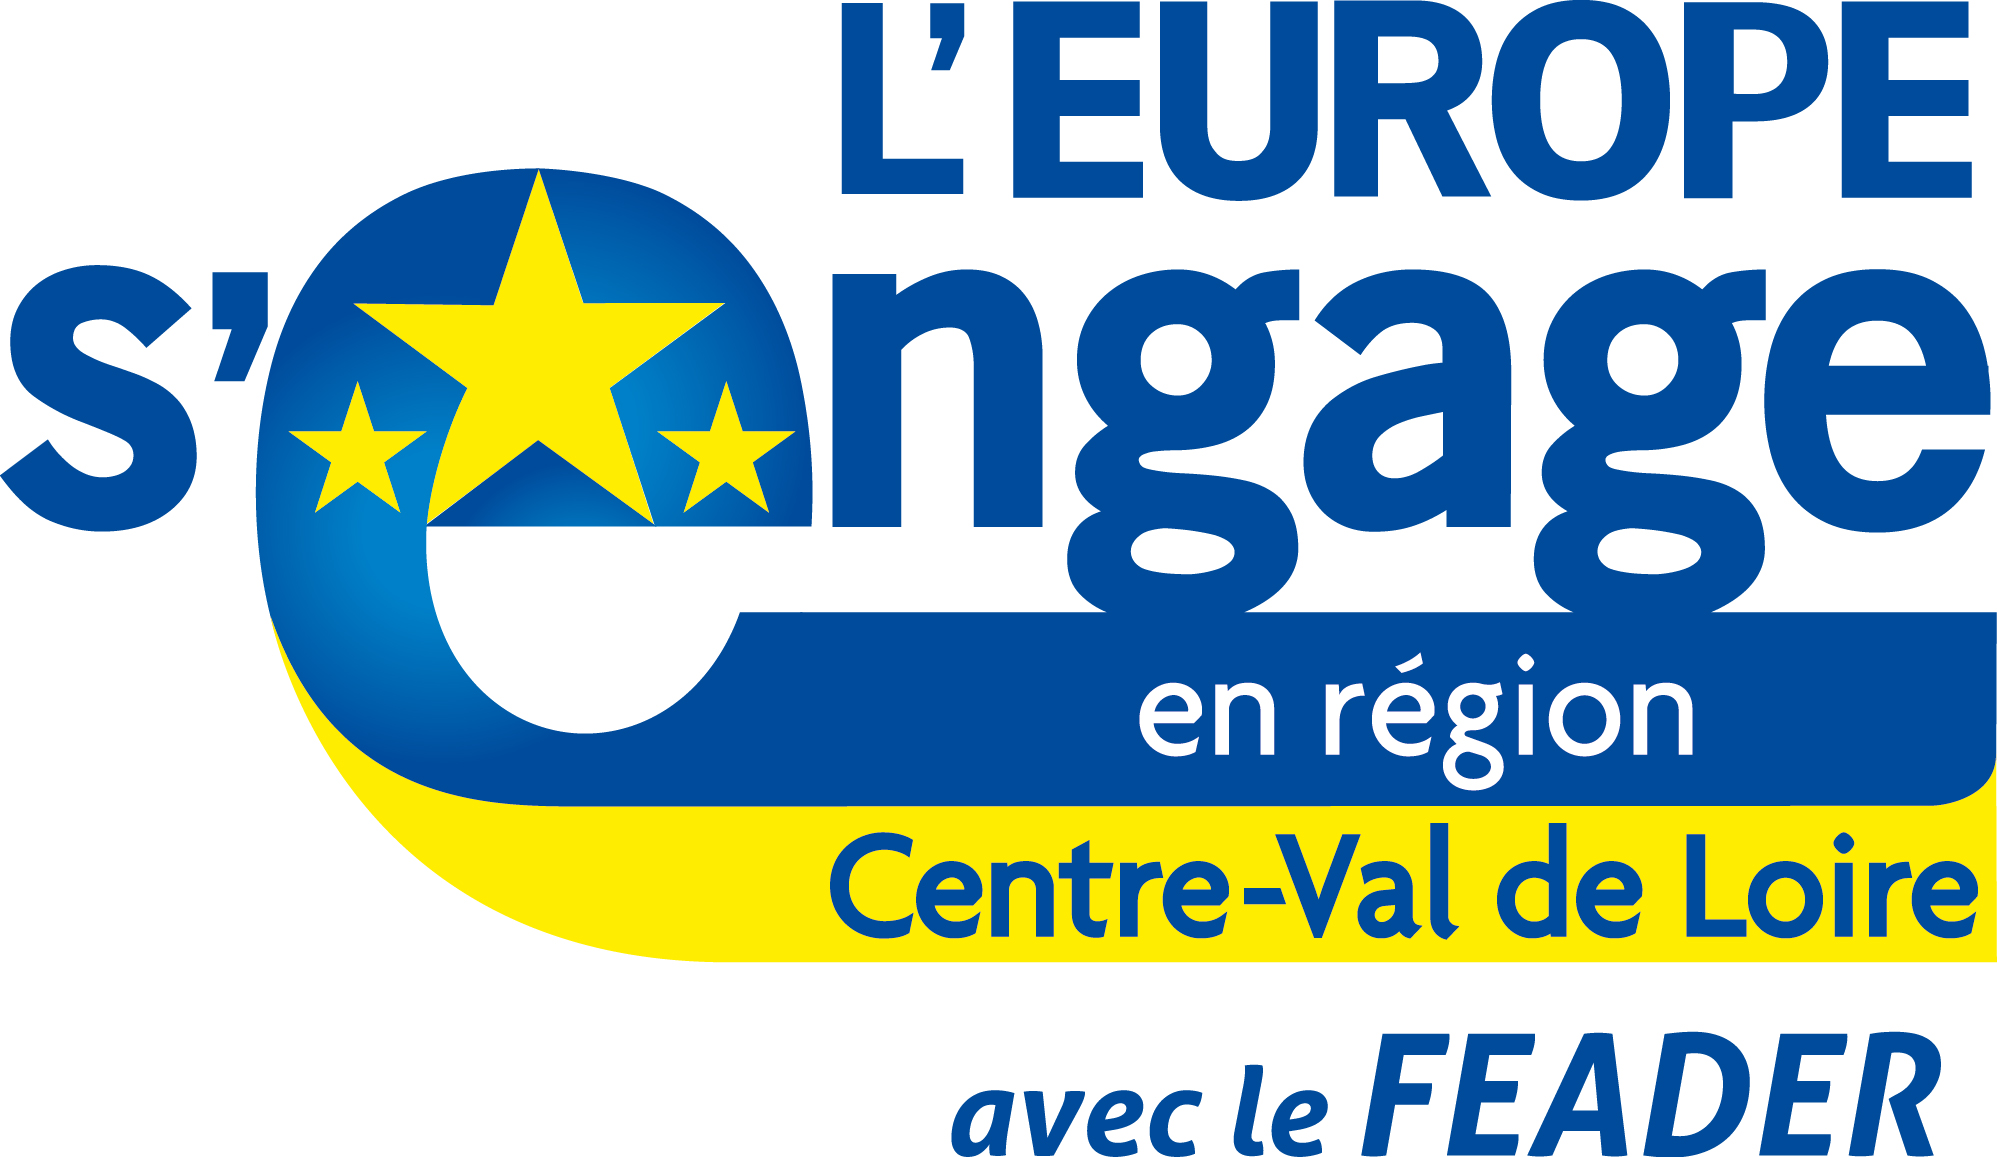 L'EUROPE
s'engage
en région
Centre-Val de Loire
avec le FEADER